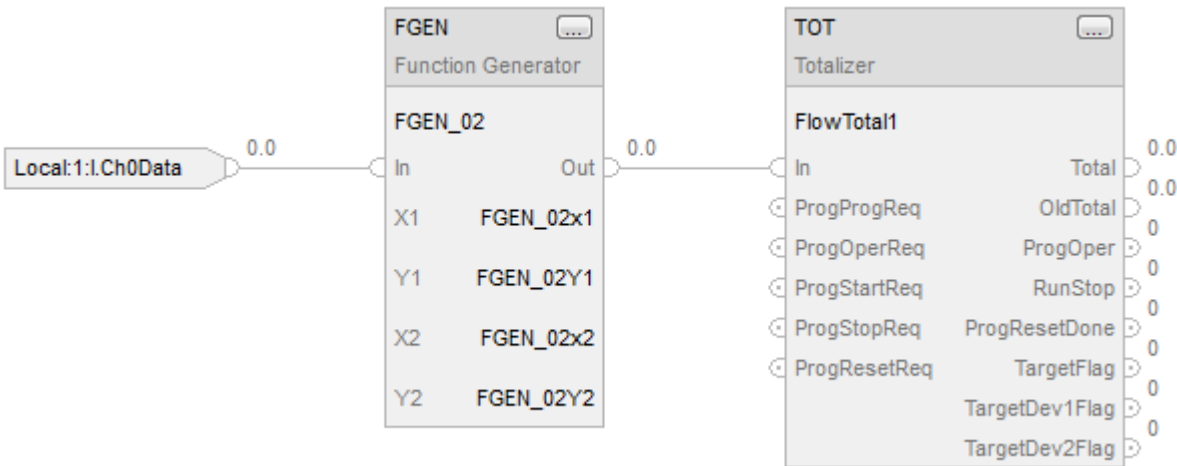 FGEN ...
Function Generator
FGEN_02
Local:1:I.Ch0Data 0.0 In Out 0.0
X1 FGEN_02x1
Y1 FGEN_02Y1
X2 FGEN_02x2
Y2 FGEN_02Y2
TOT ...
Totalizer
FlowTotal1
In Total 0.0
ProgProgReq OldTotal 0.0
ProgOperReq ProgOper 0
ProgStartReq RunStop 0
ProgStopReq ProgResetDone 0
ProgResetReq TargetFlag 0
TargetDev1Flag 0
TargetDev2Flag 0